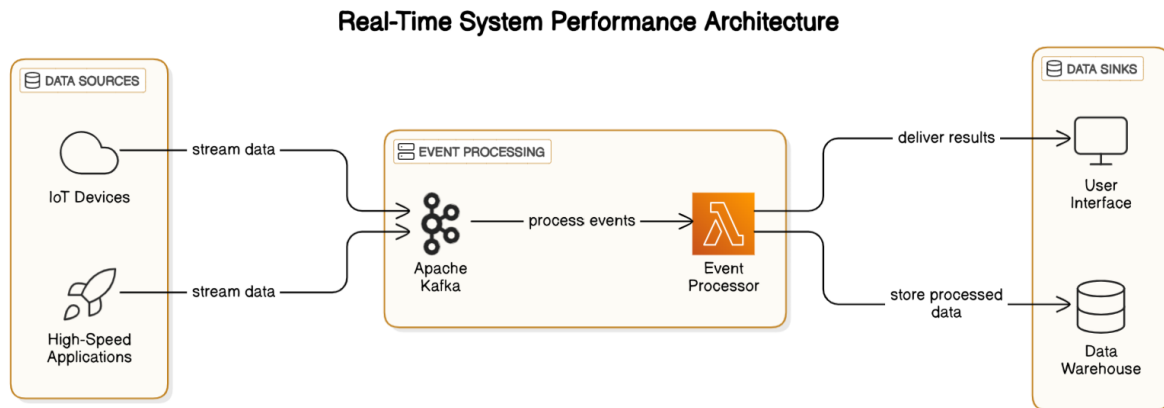 Real-Time System Performance Architecture
DATA SOURCES
IoT Devices
High-Speed
Applications
stream data
stream data
EVENT PROCESSING
Apache
Kafka
process events
Event
Processor
deliver results
store processed
data
DATA SINKS
User
Interface
Data
Warehouse